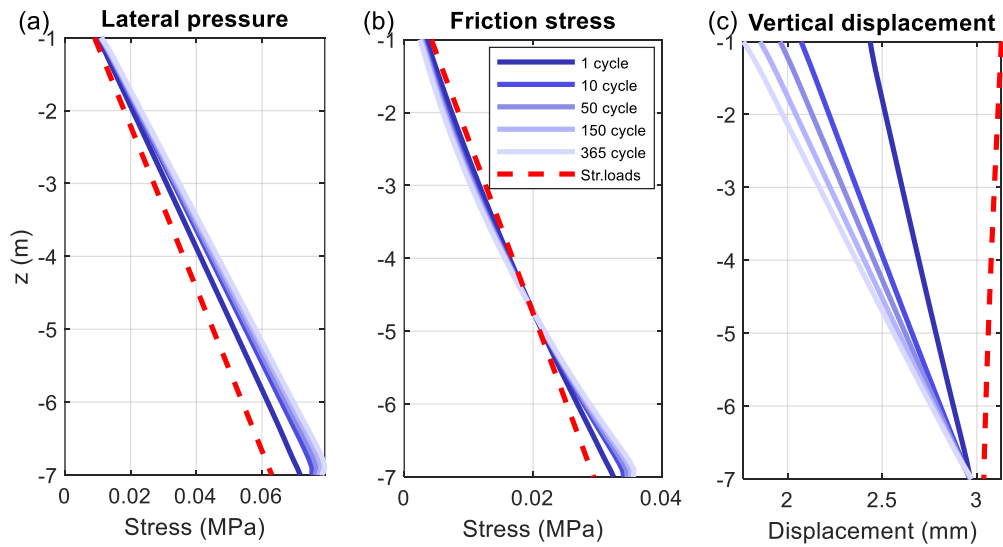 (a)
Lateral pressure
-1
-2
-3
-4
-5
-6
-7
z (m)
0
0.02
0.04
0.06
Stress (MPa)
(b)
Friction stress
-1
-2
-3
-4
-5
-6
-7
1 cycle
10 cycle
50 cycle
150 cycle
365 cycle
Str.loads
0
0.02
0.04
Stress (MPa)
(c)
Vertical displacement
-1
-2
-3
-4
-5
-6
-7
2
2.5
3
Displacement (mm)